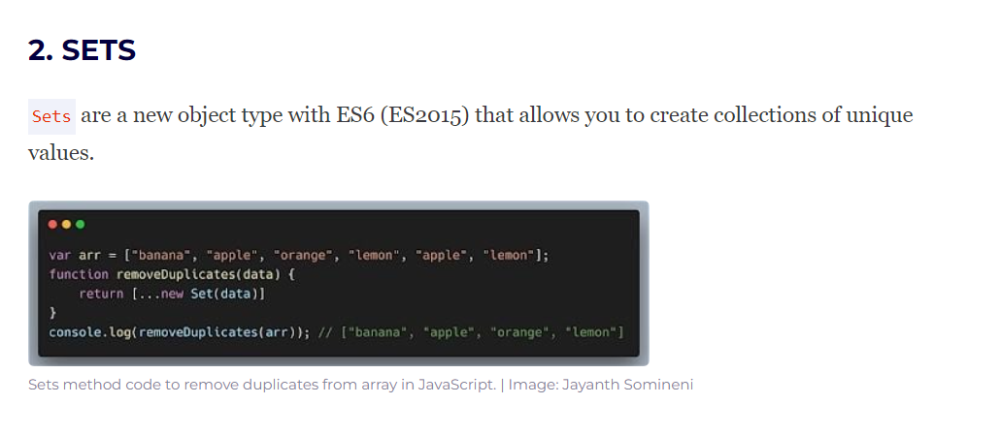 2. SETS
Sets are a new object type with ES6 (ES2015) that allows you to create collections of unique
values.
var arr = ["banana", "apple", "orange", "lemon", "apple", "lemon"];
function removeDuplicates(data) {
    return [...new Set(data)]
}
console.log(removeDuplicates(arr)); // ["banana", "apple", "orange", "lemon"]
Sets method code to remove duplicates from array in JavaScript. | Image: Jayanth Somineni